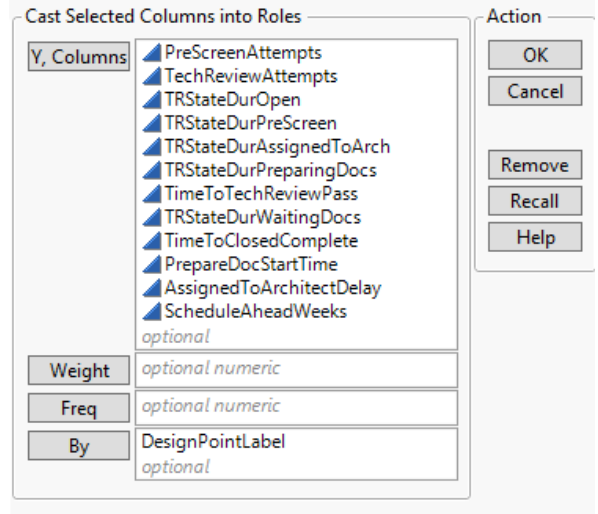 Cast Selected Columns into Roles
Y, Columns
PreScreenAttempts
TechReviewAttempts
TRStateDurOpen
TRStateDurPreScreen
TRStateDurAssignedToArch
TRStateDurPreparingDocs
TimeToTechReviewPass
TRStateDurWaitingDocs
TimeToClosedComplete
PrepareDocStartTime
AssignedToArchitectDelay
ScheduleAheadWeeks
optional
Weight
optional numeric
Freq
optional numeric
By
DesignPointLabel
optional
Action
OK
Cancel
Remove
Recall
Help